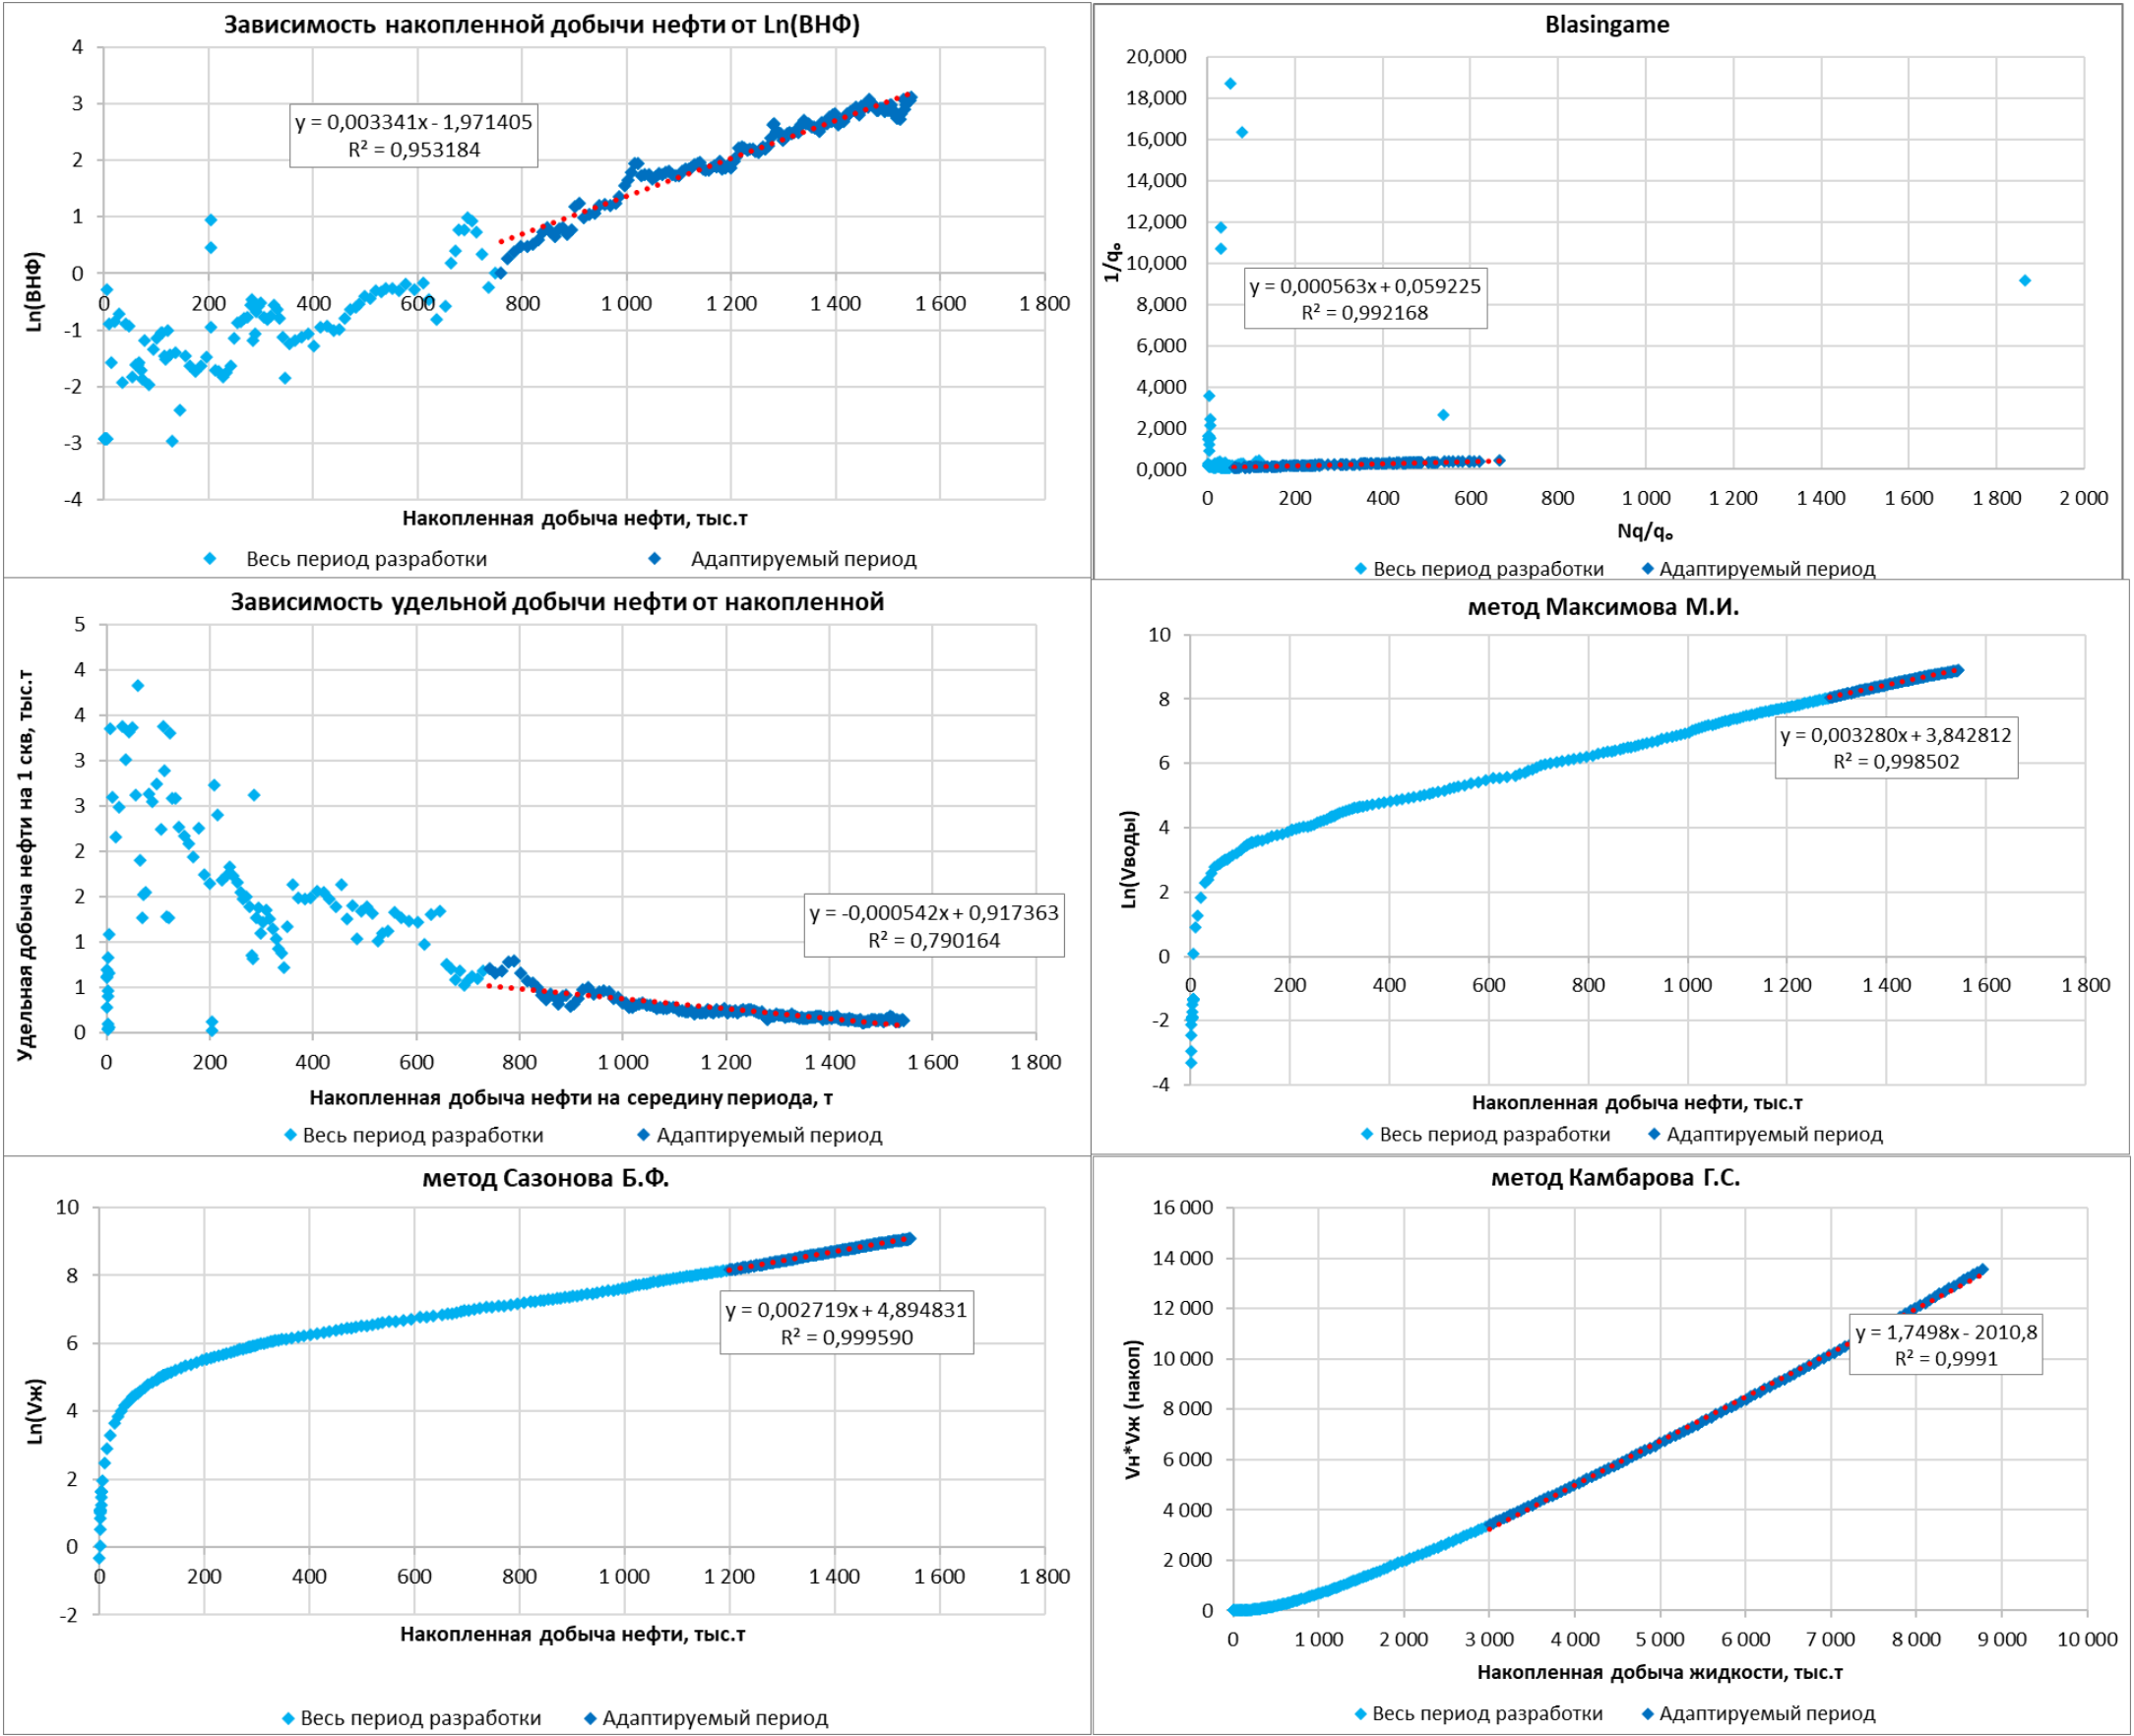 Зависимость накопленной добычи нефти от Ln(ВНФ)
Ln(ВНФ)
4
3
2
1
0
-1
-2
-3
-4
y = 0,003341x - 1,971405
R² = 0,953184
0 200 400 600 800 1 000 1 200 1 400 1 600 1 800
Накопленная добыча нефти, тыс.т
Весь период разработки Адаптируемый период
Blasingame
1/qₒ
20,000
18,000
16,000
14,000
12,000
10,000
8,000
6,000
4,000
2,000
0,000
y = 0,000563x + 0,059225
R² = 0,992168
0 200 400 600 800 1 000 1 200 1 400 1 600 1 800 2 000
Nq/qₒ
Весь период разработки Адаптируемый период
Зависимость удельной добычи нефти от накопленной
Удельная добыча нефти на 1 скв, тыс.т
5
4
4
3
3
2
2
1
1
0
y = -0,000542x + 0,917363
R² = 0,790164
0 200 400 600 800 1 000 1 200 1 400 1 600 1 800
Накопленная добыча нефти на середину периода, т
Весь период разработки Адаптируемый период
метод Максимова М.И.
Ln(Vводы)
10
8
6
4
2
0
-2
-4
y = 0,003280x + 3,842812
R² = 0,998502
0 200 400 600 800 1 000 1 200 1 400 1 600 1 800
Накопленная добыча нефти, тыс.т
Весь период разработки Адаптируемый период
метод Сазонова Б.Ф.
Ln(Vж)
10
8
6
4
2
0
-2
y = 0,002719x + 4,894831
R² = 0,999590
0 200 400 600 800 1 000 1 200 1 400 1 600 1 800
Накопленная добыча нефти, тыс.т
Весь период разработки Адаптируемый период
метод Камбарова Г.С.
Vн*Vж (накоп)
16 000
14 000
12 000
10 000
8 000
6 000
4 000
2 000
0
y = 1,7498x - 2010,8
R² = 0,9991
0 1 000 2 000 3 000 4 000 5 000 6 000 7 000 8 000 9 000 10 000
Накопленная добыча жидкости, тыс.т
Весь период разработки Адаптируемый период